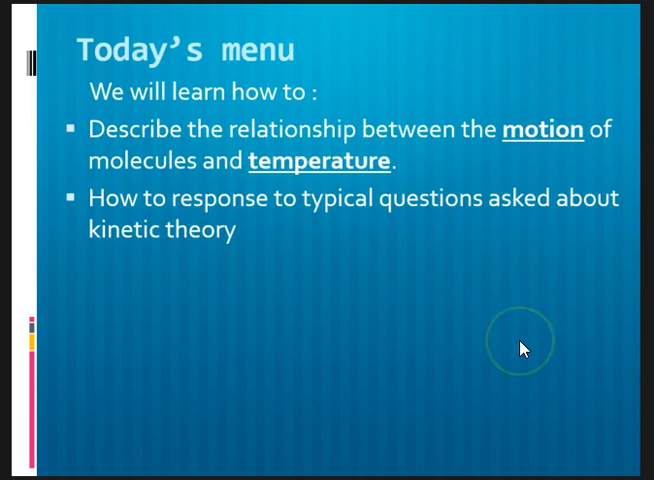 Today's menu
We will learn how to :
▪ Describe the relationship between the motion of
molecules and temperature.
▪ How to response to typical questions asked about
kinetic theory